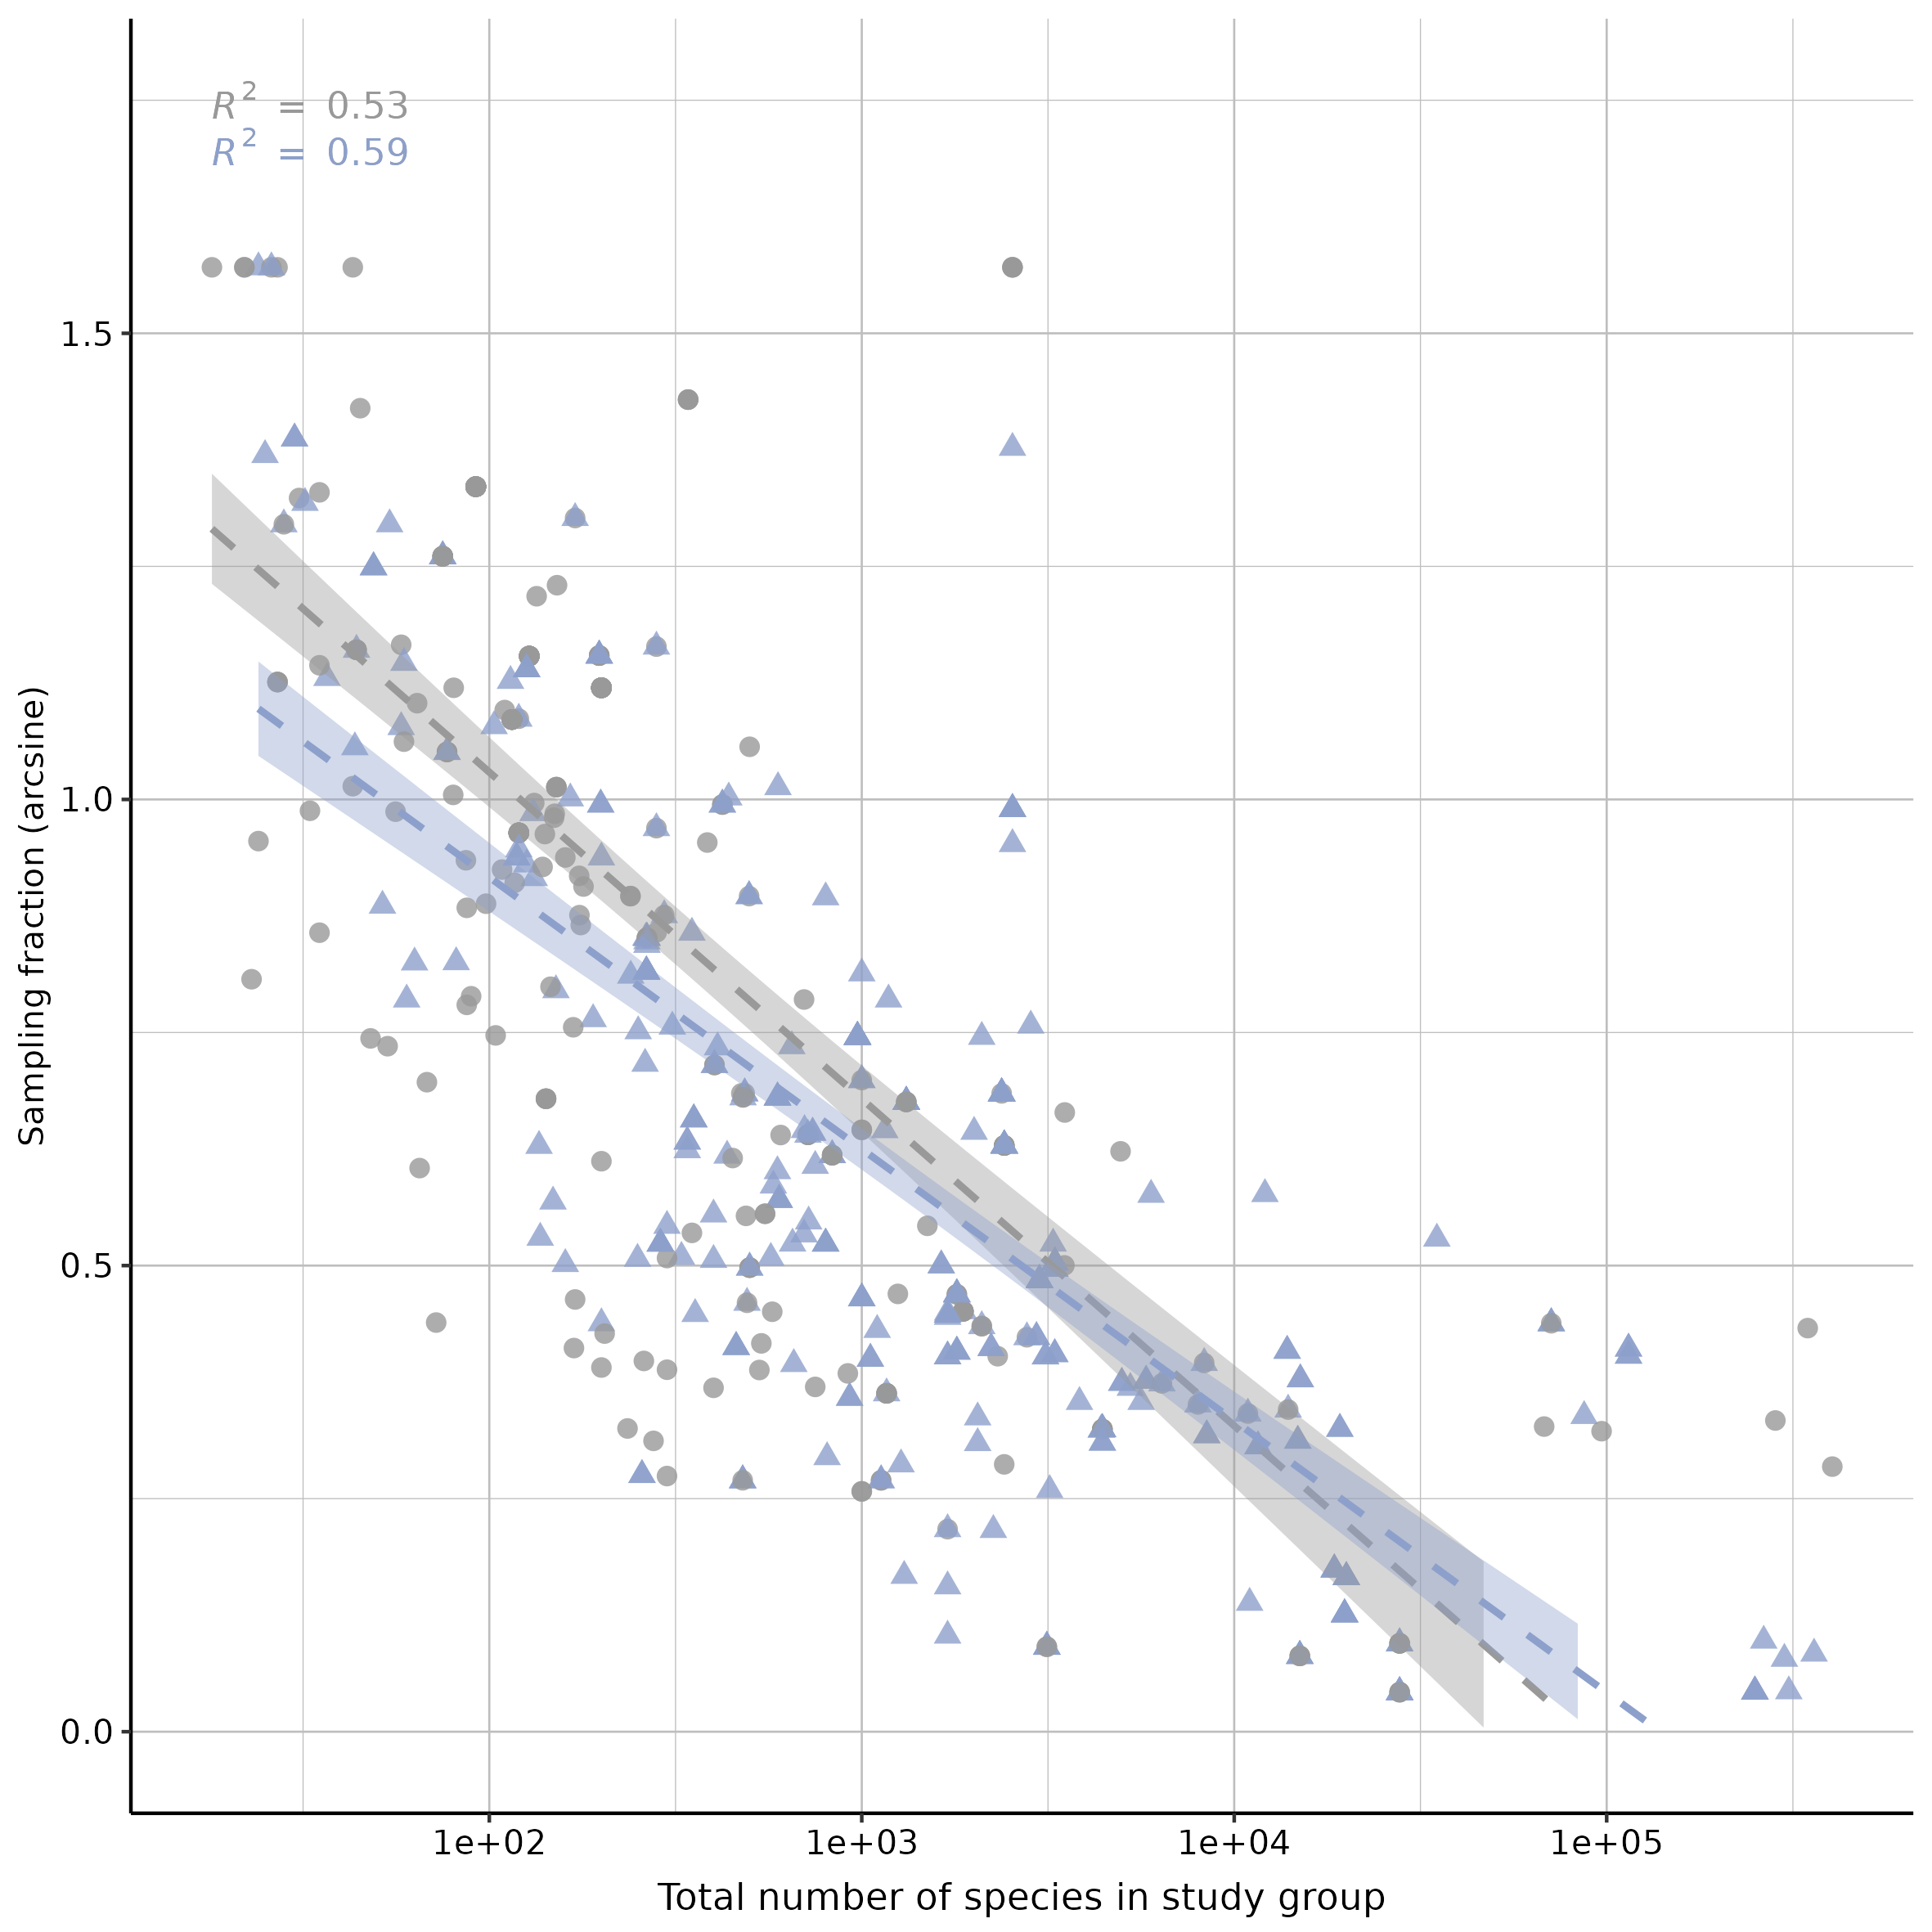 R² = 0.53
R² = 0.59
1.5
1.0
0.5
0.0
Sampling fraction (arcsine)
1e+02 1e+03 1e+04 1e+05
Total number of species in study group